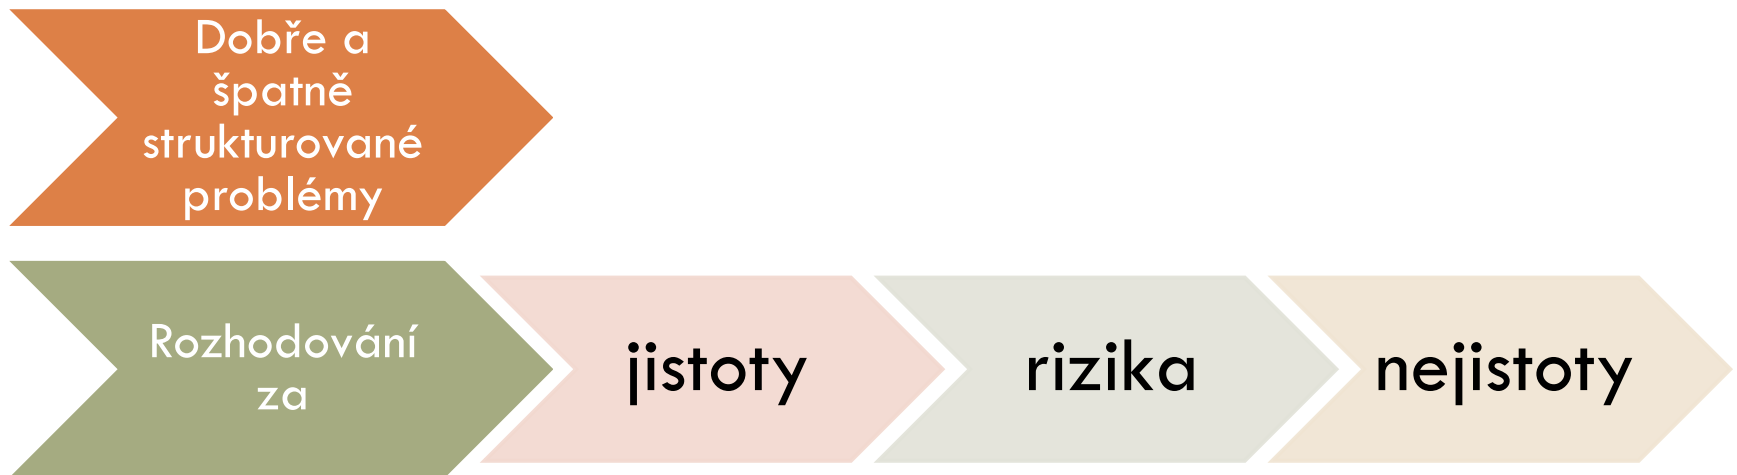 Dobře a
špatně
strukturované
problémy
Rozhodování
za
jistoty
rizika
nejistoty